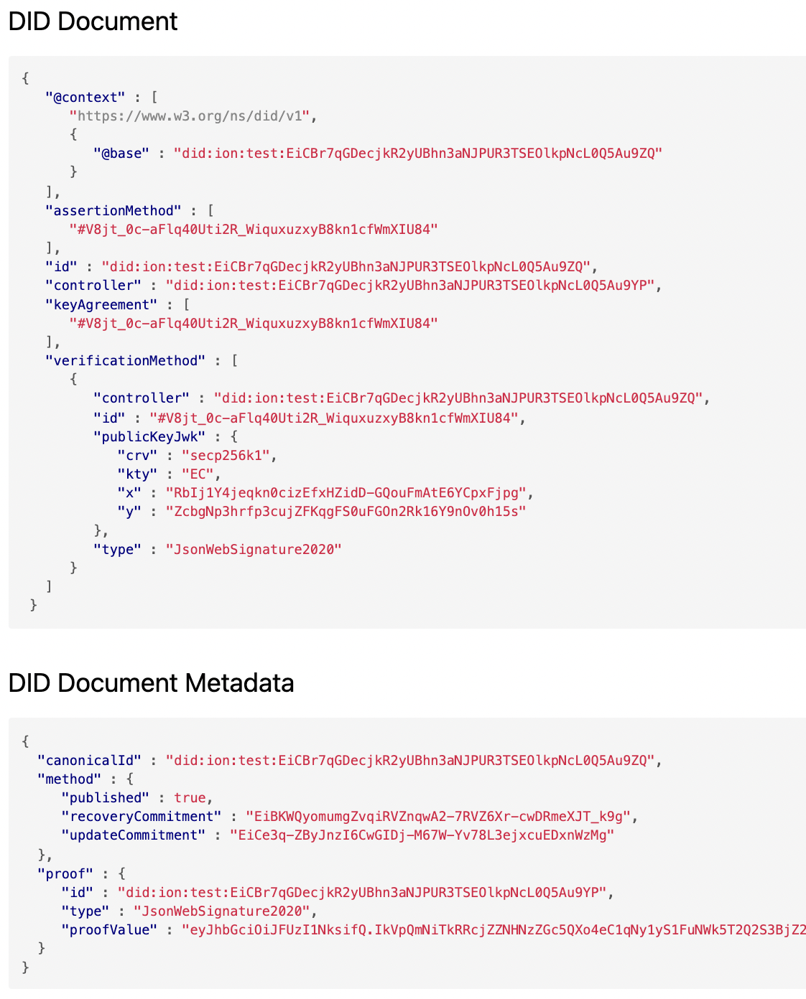 DID Document
{
"@context" : [
"https://www.w3.org/ns/did/v1",
{
"@base" : "did:ion:test:EiCBr7qGDecjkR2yUBhn3aNJPUR3TSEOlkpNcL0Q5Au9ZQ"
}
],
"assertionMethod" : [
"#V8jt_0c-aFlq40Uti2R_WiquxuzxyB8kn1cfWmXIU84"
],
"id" : "did:ion:test:EiCBr7qGDecjkR2yUBhn3aNJPUR3TSEOlkpNcL0Q5Au9ZQ",
"controller" : "did:ion:test:EiCBr7qGDecjkR2yUBhn3aNJPUR3TSEOlkpNcL0Q5Au9YP",
"keyAgreement" : [
"#V8jt_0c-aFlq40Uti2R_WiquxuzxyB8kn1cfWmXIU84"
],
"verificationMethod" : [
{
"controller" : "did:ion:test:EiCBr7qGDecjkR2yUBhn3aNJPUR3TSEOlkpNcL0Q5Au9ZQ",
"id" : "#V8jt_0c-aFlq40Uti2R_WiquxuzxyB8kn1cfWmXIU84",
"publicKeyJwk" : {
"crv" : "secp256k1",
"kty" : "EC",
"x" : "RbIj1Y4jeqkn0cizEfxHZidD-GQouFmAtE6YCpxFjpg",
"y" : "ZcbgNp3hrfp3cujZFKqgFS0uFGOn2Rk16Y9nOv0h15s"
},
"type" : "JsonWebSignature2020"
}
]
}
DID Document Metadata
{
"canonicalId" : "did:ion:test:EiCBr7qGDecjkR2yUBhn3aNJPUR3TSEOlkpNcL0Q5Au9ZQ",
"method" : {
"published" : true,
"recoveryCommitment" : "EiBKWQyomumgZvqiRVZnqwA2-7RVZ6Xr-cwDRmeXJT_k9g",
"updateCommitment" : "EiCe3q-ZByJnzI6CwGIDj-M67W-Yv78L3ejxcuEDxnWzMg"
},
"proof" : {
"id" : "did:ion:test:EiCBr7qGDecjkR2yUBhn3aNJPUR3TSEOlkpNcL0Q5Au9YP",
"type" : "JsonWebSignature2020",
"proofValue" : "eyJhbGciOiJFUzI1NksifQ.IkVpQmNiTkRRcjZZNHNzZGc5QXo4eC1qNy1yS1FuNWk5T2Q2S3BjZ2
}
}